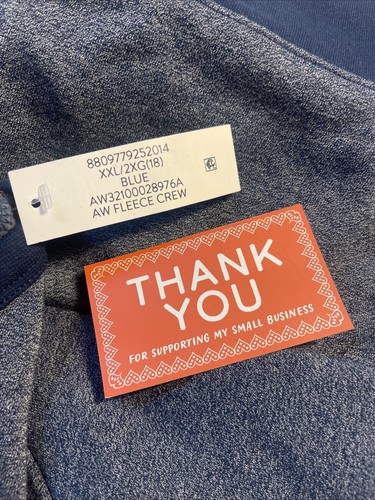 8809779252014
XXL/2XG(18)
BLUE
AW32100028976A
AW FLEECE CREW
THANK
YOU
FOR SUPPORTING MY SMALL BUSINESS